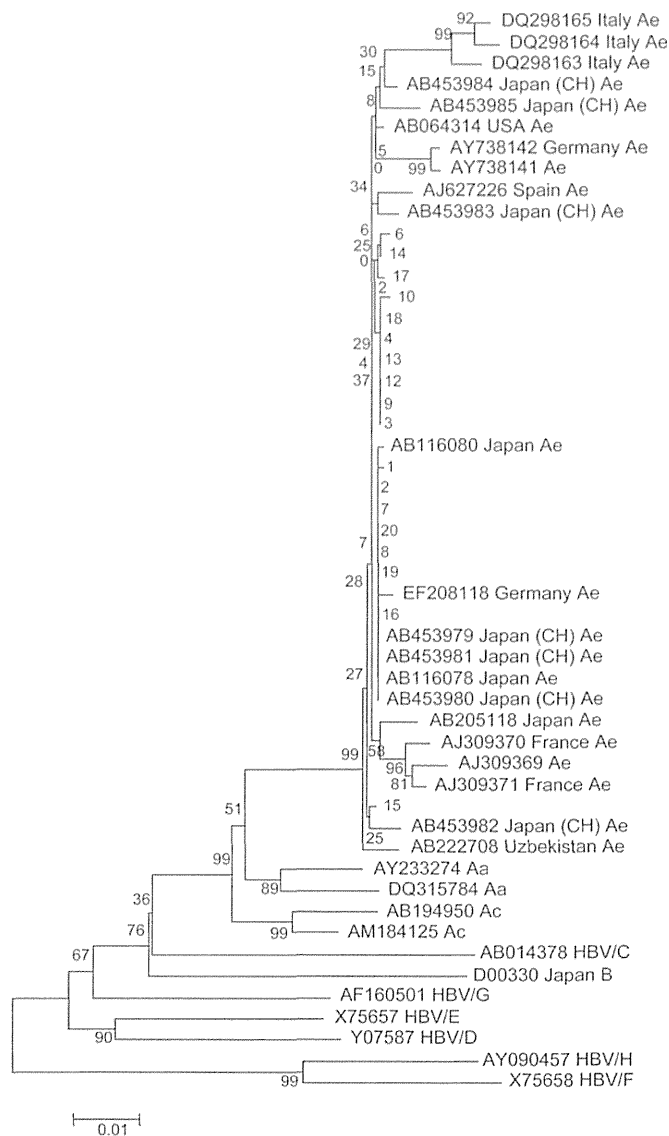 92
DQ298165 Italy Ae
99
DQ298164 Italy Ae
30
DQ298163 Italy Ae
15
AB453984 Japan (CH) Ae
8
AB453985 Japan (CH) Ae
AB064314 USA Ae
5
AY738142 Germany Ae
0
99
AY738141 Ae
34
AJ627226 Spain Ae
AB453983 Japan (CH) Ae
6
6
25
14
0
17
2
10
18
29
4
4
13
37
12
9
3
AB116080 Japan Ae
1
2
7
20
7
8
19
28
EF208118 Germany Ae
16
AB453979 Japan (CH) Ae
AB453981 Japan (CH) Ae
27
AB116078 Japan Ae
AB453980 Japan (CH) Ae
AB205118 Japan Ae
58
AJ309370 France Ae
99
96
AJ309369 Ae
81
AJ309371 France Ae
15
51
AB453982 Japan (CH) Ae
25
AB222708 Uzbekistan Ae
99
AY233274 Aa
89
DQ315784 Aa
36
AB194950 Ac
76
99
AM184125 Ac
AB014378 HBV/C
67
D00330 Japan B
AF160501 HBV/G
X75657 HBV/E
90
Y07587 HBV/D
AY090457 HBV/H
99
X75658 HBV/F
0.01